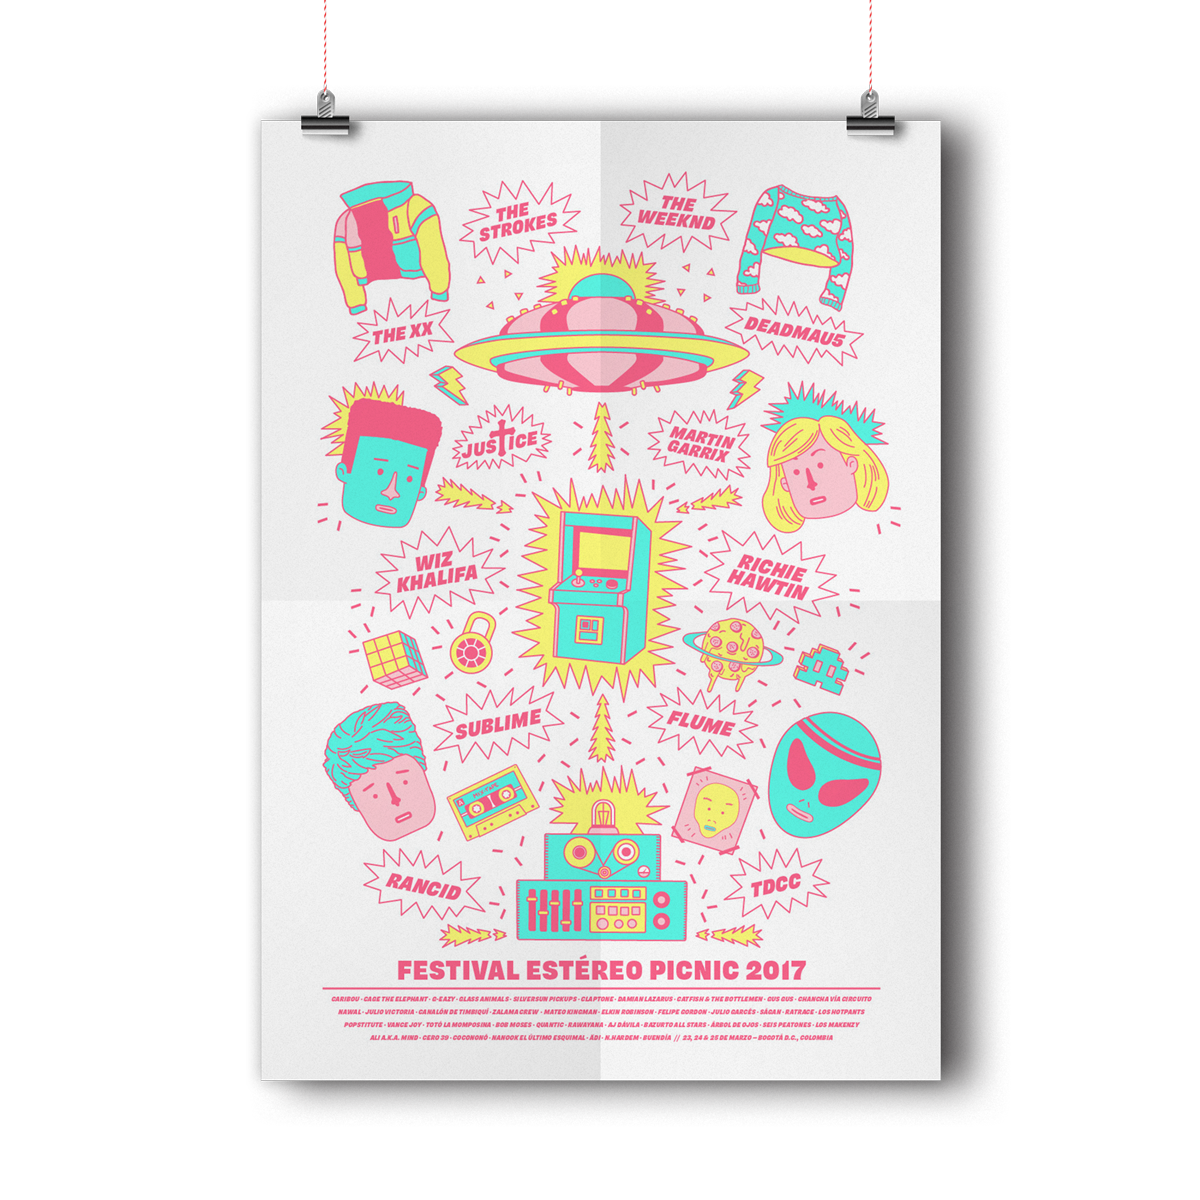 THE
STROKES
THE
WEEKND
THE XX
DEADMAU5
JUSTICE
MARTIN
GARRIX
WIZ
KHALIFA
RICHIE
HAWTIN
SUBLIME
FLUME
A MIX-TAPE
RANCID
TDCC
FESTIVAL ESTÉREO PICNIC 2017
CARIBOU · CAGE THE ELEPHANT · G-EAZY · GLASS ANIMALS · SILVERSUN PICKUPS · CLAPTONE · DAMIAN LAZARUS · CATFISH & THE BOTTLEMEN · GUS GUS · CHANCHA VÍA CIRCUITO
NAWAL · JULIO VICTORIA · CANALÓN DE TIMBIQUÍ · ZALAMA CREW · MATEO KINGMAN · ELKIN ROBINSON · FELIPE GORDON · JULIO GARCÉS · SÁGAN · RATRACE · LOS HOTPANTS
POPSTITUTE · VANCE JOY · TOTÓ LA MOMPOSINA · BOB MOSES · QUANTIC · RAWAYANA · AJ DÁVILA · BAZURTO ALL STARS · ÁRBOL DE OJOS · SEIS PEATONES · LOS MAKENZY
ALI A.K.A. MIND · CERO 39 · COCONONÓ · NANOOK EL ÚLTIMO ESQUIMAL · ÀDI · N.HARDEM · BUENDÍA // 23, 24 & 25 DE MARZO – BOGOTÁ D.C., COLOMBIA